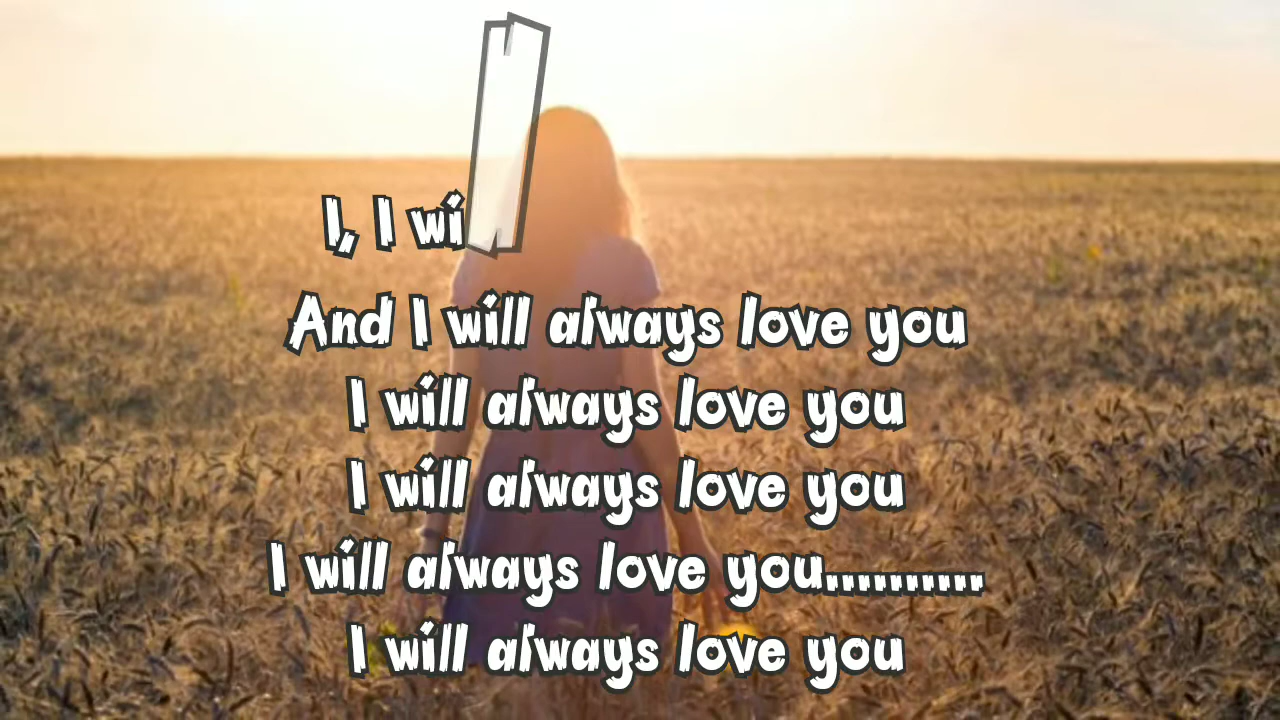 I, I wil
And I will always love you
I will always love you
I will always love you
I will always love you..........
I will always love you